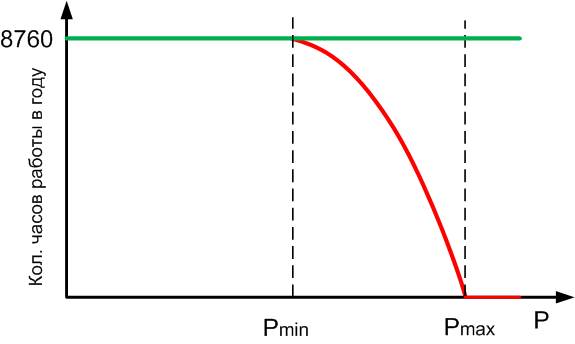 8760
Кол. часов работы в году
Pmin
Pmax
P